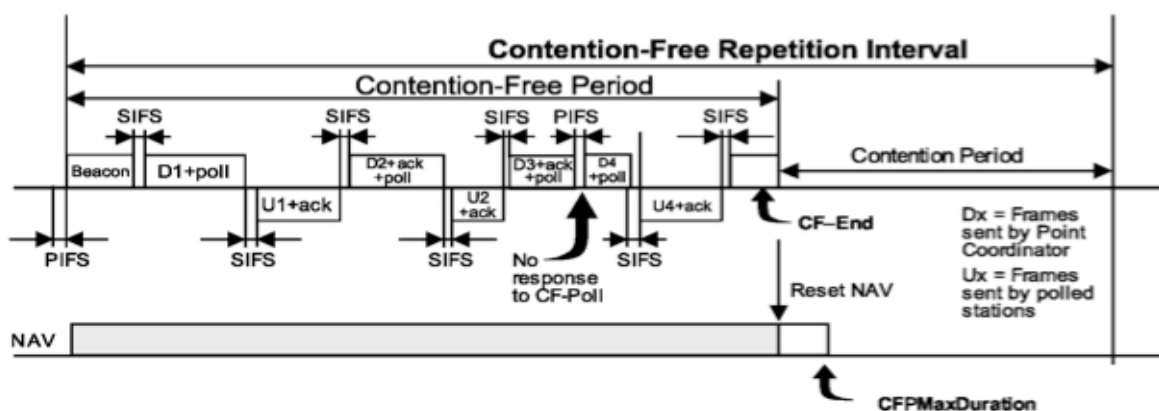 Contention-Free Repetition Interval
Contention-Free Period
SIFS
SIFS
SIFS
PIFS
SIFS
Contention Period
Beacon
D1+poll
D2+ack
+poll
D3+ack
+poll
D4
+poll
U1+ack
U2
+ack
U4+ack
CF–End
PIFS
SIFS
SIFS
No
response
to CF-Poll
SIFS
Dx = Frames
sent by Point
Coordinator
Ux = Frames
sent by polled
stations
Reset NAV
NAV
CFPMaxDuration